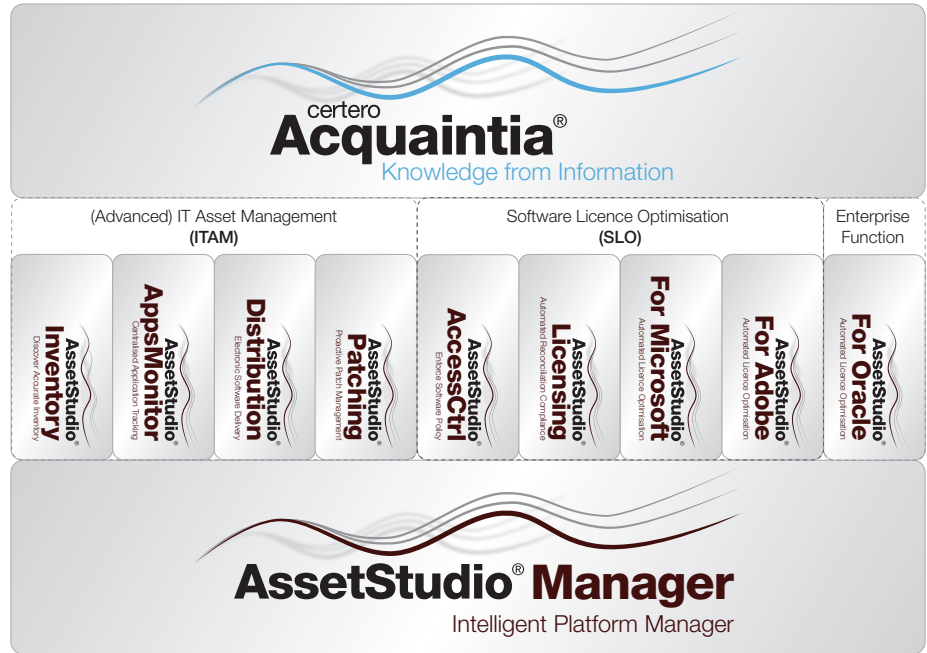 certero
Acquaintia®
Knowledge from Information
(Advanced) IT Asset Management
(ITAM)
Software Licence Optimisation
(SLO)
Enterprise
Function
AssetStudio®
Inventory
Discover Accurate Inventory
AssetStudio®
AppsMonitor
Centralised Application Tracking
AssetStudio®
Distribution
Electronic Software Delivery
AssetStudio®
Patching
Proactive Patch Management
AssetStudio®
AccessCtrl
Enforce Software Policy
AssetStudio®
Licensing
Automated Reconciliation Compliance
AssetStudio®
For Microsoft
Automated Licence Optimisation
AssetStudio®
For Adobe
Automated Licence Optimisation
AssetStudio®
For Oracle
Automated Licence Optimisation
AssetStudio® Manager
Intelligent Platform Manager